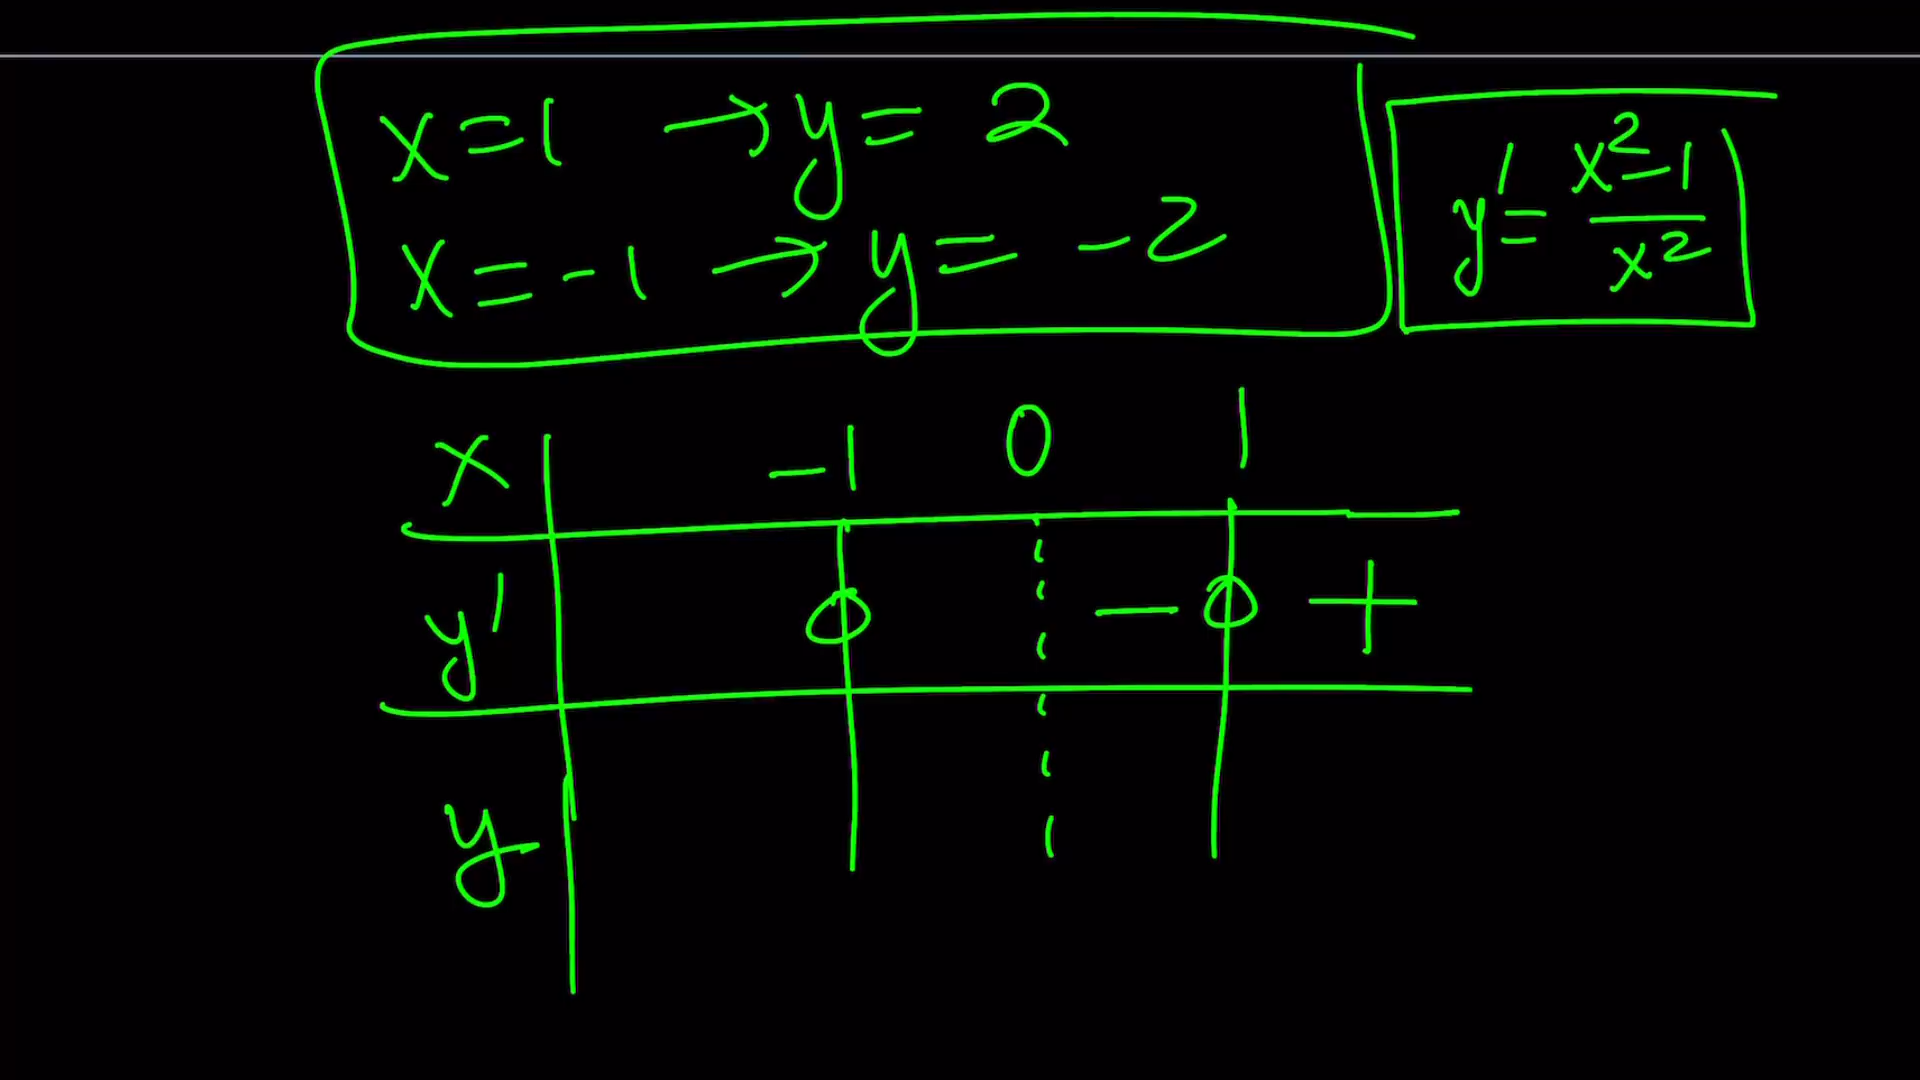 x=1 → y= 2
x=-1 → y= -2
y'= x²-1 / x²
x -1 0 1
y' 0 - 0 +
y